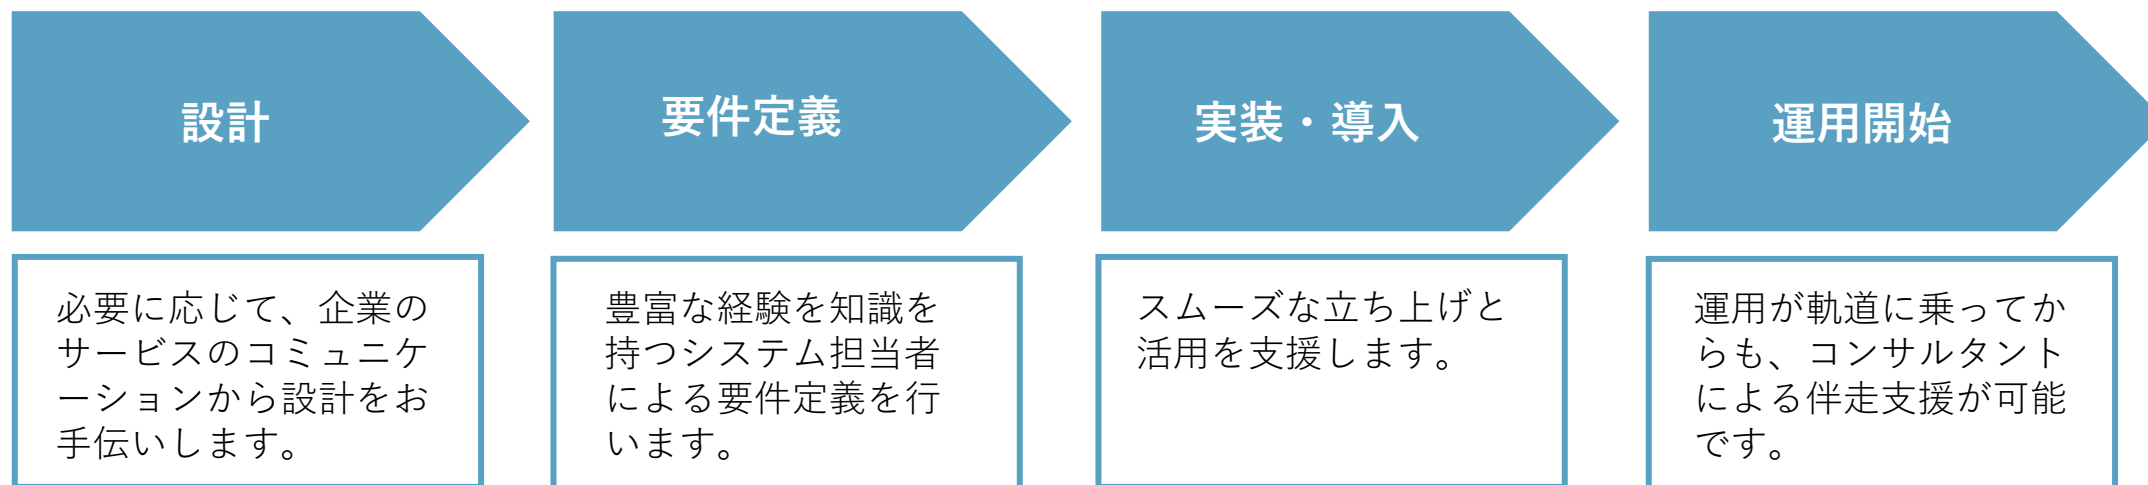 設計
必要に応じて、企業の
サービスのコミュニケ
ーションから設計をお
手伝いします。
要件定義
豊富な経験を知識を
持つシステム担当者
による要件定義を行
います。
実装・導入
スムーズな立ち上げと
活用を支援します。
運用開始
運用が軌道に乗ってか
らも、コンサルタント
による伴走支援が可能
です。